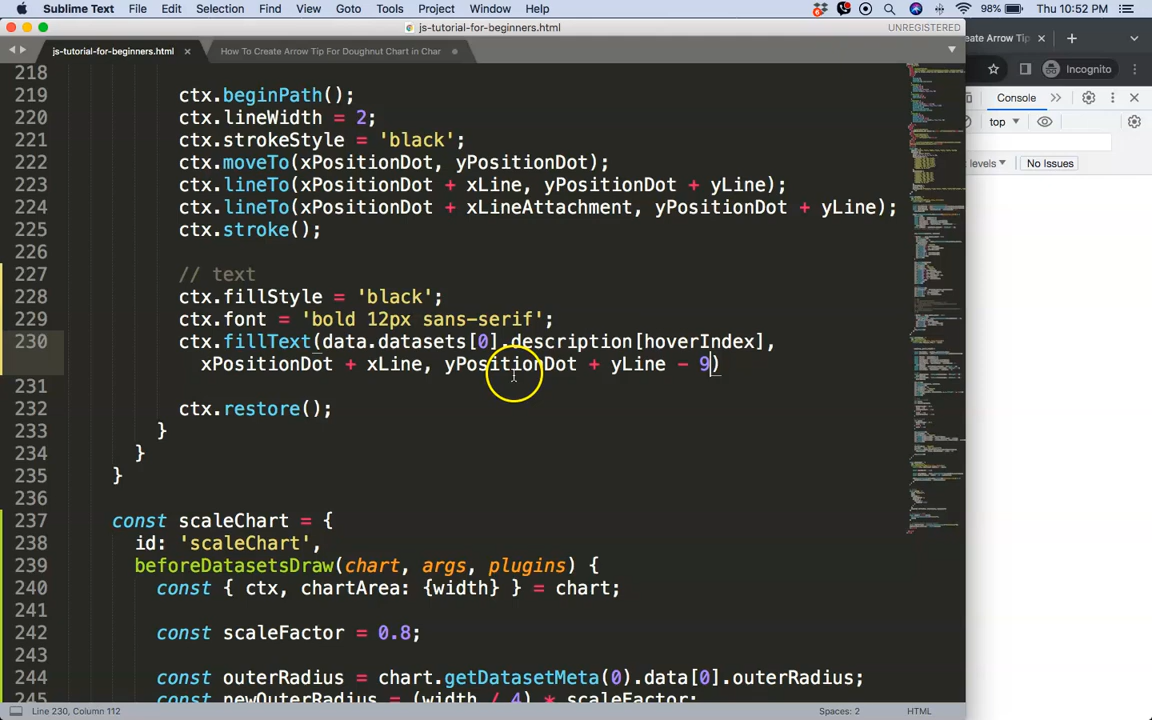 Sublime Text File Edit Selection Find View Goto Tools Project Window Help 98% Thu 10:52 PM
js-tutorial-for-beginners.html UNREGISTERED
js-tutorial-for-beginners.html How To Create Arrow Tip For Doughnut Chart in Char
eate Arrow Tip
Incognito
Console
top
levels No Issues
218
219 ctx.beginPath();
220 ctx.lineWidth = 2;
221 ctx.strokeStyle = 'black';
222 ctx.moveTo(xPositionDot, yPositionDot);
223 ctx.lineTo(xPositionDot + xLine, yPositionDot + yLine);
224 ctx.lineTo(xPositionDot + xLineAttachment, yPositionDot + yLine);
225 ctx.stroke();
226
227 // text
228 ctx.fillStyle = 'black';
229 ctx.font = 'bold 12px sans-serif';
230 ctx.fillText(data.datasets[0].description[hoverIndex],
xPositionDot + xLine, yPositionDot + yLine - 9)
231
232 ctx.restore();
233 }
234 }
235 }
236
237 const scaleChart = {
238 id: 'scaleChart',
239 beforeDatasetsDraw(chart, args, plugins) {
240 const { ctx, chartArea: {width} } = chart;
241
242 const scaleFactor = 0.8;
243
244 const outerRadius = chart.getDatasetMeta(0).data[0].outerRadius;
245 const newOuterRadius = (width / 4) * scaleFactor;
Line 230, Column 112 Spaces: 2 HTML